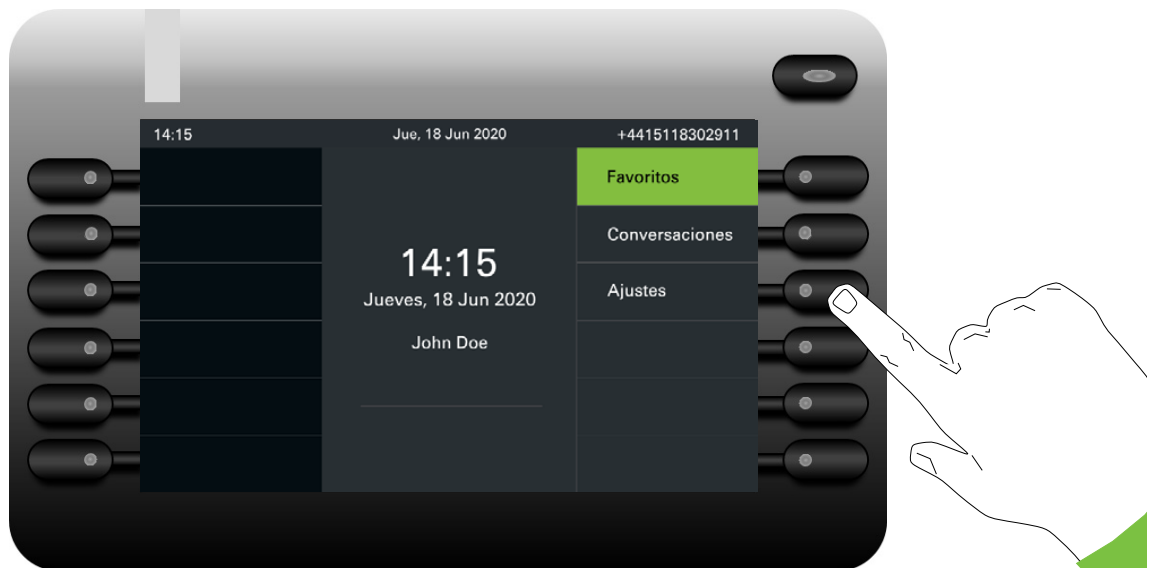 14:15 Jue, 18 Jun 2020 +4415118302911
Favoritos
Conversaciones
14:15
Jueves, 18 Jun 2020
Ajustes
John Doe